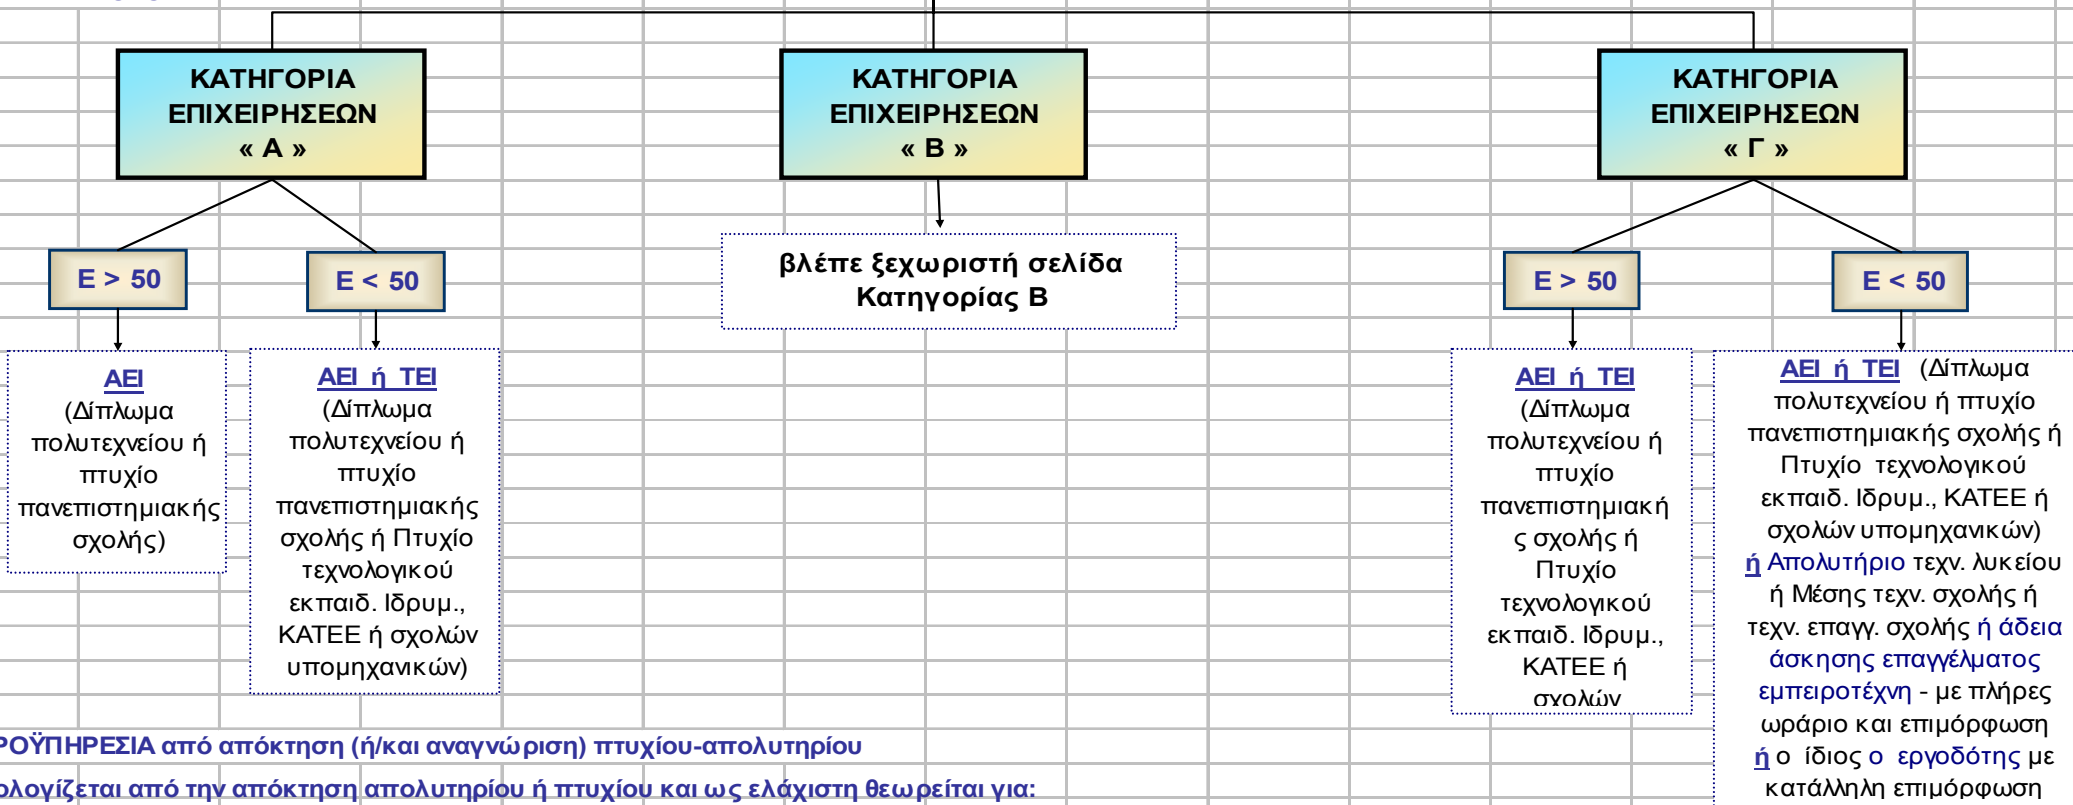 ΚΑΤΗΓΟΡΙΑ
ΕΠΙΧΕΙΡΗΣΕΩΝ
« Α »
ΚΑΤΗΓΟΡΙΑ
ΕΠΙΧΕΙΡΗΣΕΩΝ
« Β »
ΚΑΤΗΓΟΡΙΑ
ΕΠΙΧΕΙΡΗΣΕΩΝ
« Γ »
Ε > 50
Ε < 50
βλέπε ξεχωριστή σελίδα
Κατηγορίας Β
Ε > 50
Ε < 50
ΑΕΙ
(Δίπλωμα
πολυτεχνείου ή
πτυχίο
πανεπιστημιακής
σχολής)
ΑΕΙ ή ΤΕΙ
(Δίπλωμα
πολυτεχνείου ή
πτυχίο
πανεπιστημιακής
σχολής ή Πτυχίο
τεχνολογικού
εκπαιδ. Ιδρυμ.,
ΚΑΤΕΕ ή σχολών
υπομηχανικών)
ΑΕΙ ή ΤΕΙ
(Δίπλωμα
πολυτεχνείου ή
πτυχίο
πανεπιστημιακή
ς σχολή ή
Πτυχίο
τεχνολογικού
εκπαιδ. Ιδρυμ.,
ΚΑΤΕΕ ή
σχολών
ΑΕΙ ή ΤΕΙ (Δίπλωμα
πολυτεχνείου ή πτυχίο
πανεπιστημιακής σχολή ή
Πτυχίο τεχνολογικού
εκπαιδ. Ιδρυμ., ΚΑΤΕΕ ή
σχολών υπομηχανικών)
ή Απολυτήριο τεχν. λυκείου
ή Μέσης τεχν. σχολής ή
τεχν. επαγγ. σχολής ή άδεια
άσκησης επαγγέλματος
εμπειροτέχνη - με πλήρες
ωράριο και επιμόρφωση
ή ο ίδιος ο εργοδότης με
κατάλληλη επιμόρφωση
ΡΟΫΠΗΡΕΣΙΑ από απόκτηση (ή/και αναγνώριση) πτυχίου-απολυτηρίου
ολογίζεται από την απόκτηση απολυτηρίου ή πτυχίου και ως ελάχιστη θεωρείται για: